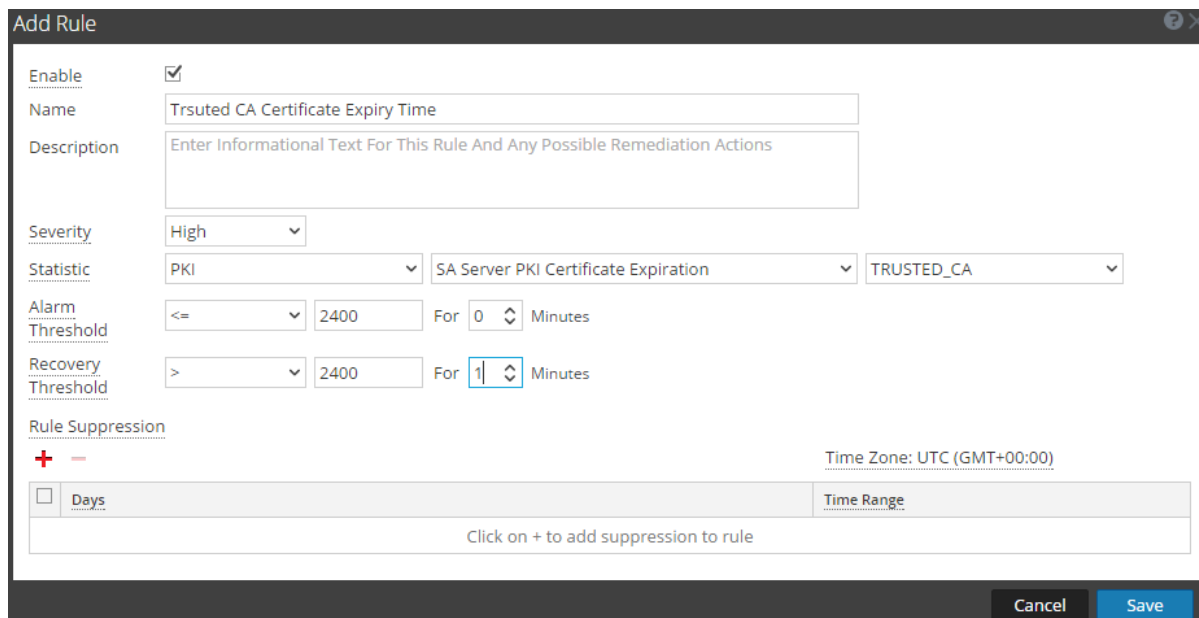 Add Rule
Enable
Name Trsuted CA Certificate Expiry Time
Description Enter Informational Text For This Rule And Any Possible Remediation Actions
Severity High
Statistic PKI SA Server PKI Certificate Expiration TRUSTED_CA
Alarm Threshold <= 2400 For 0 Minutes
Recovery Threshold > 2400 For 1 Minutes
Rule Suppression
Time Zone: UTC (GMT+00:00)
Days Time Range
Click on + to add suppression to rule
Cancel Save